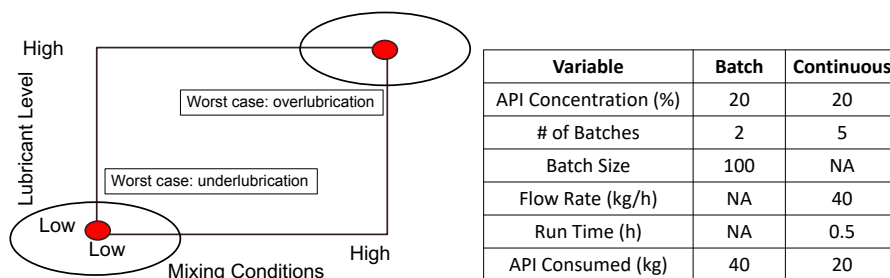 High
Lubricant Level
Worst case: overlubrication
Worst case: underlubrication
Low
Low
High
Mixing Conditions
Variable Batch Continuous
API Concentration (%) 20 20
# of Batches 2 5
Batch Size 100 NA
Flow Rate (kg/h) NA 40
Run Time (h) NA 0.5
API Consumed (kg) 40 20